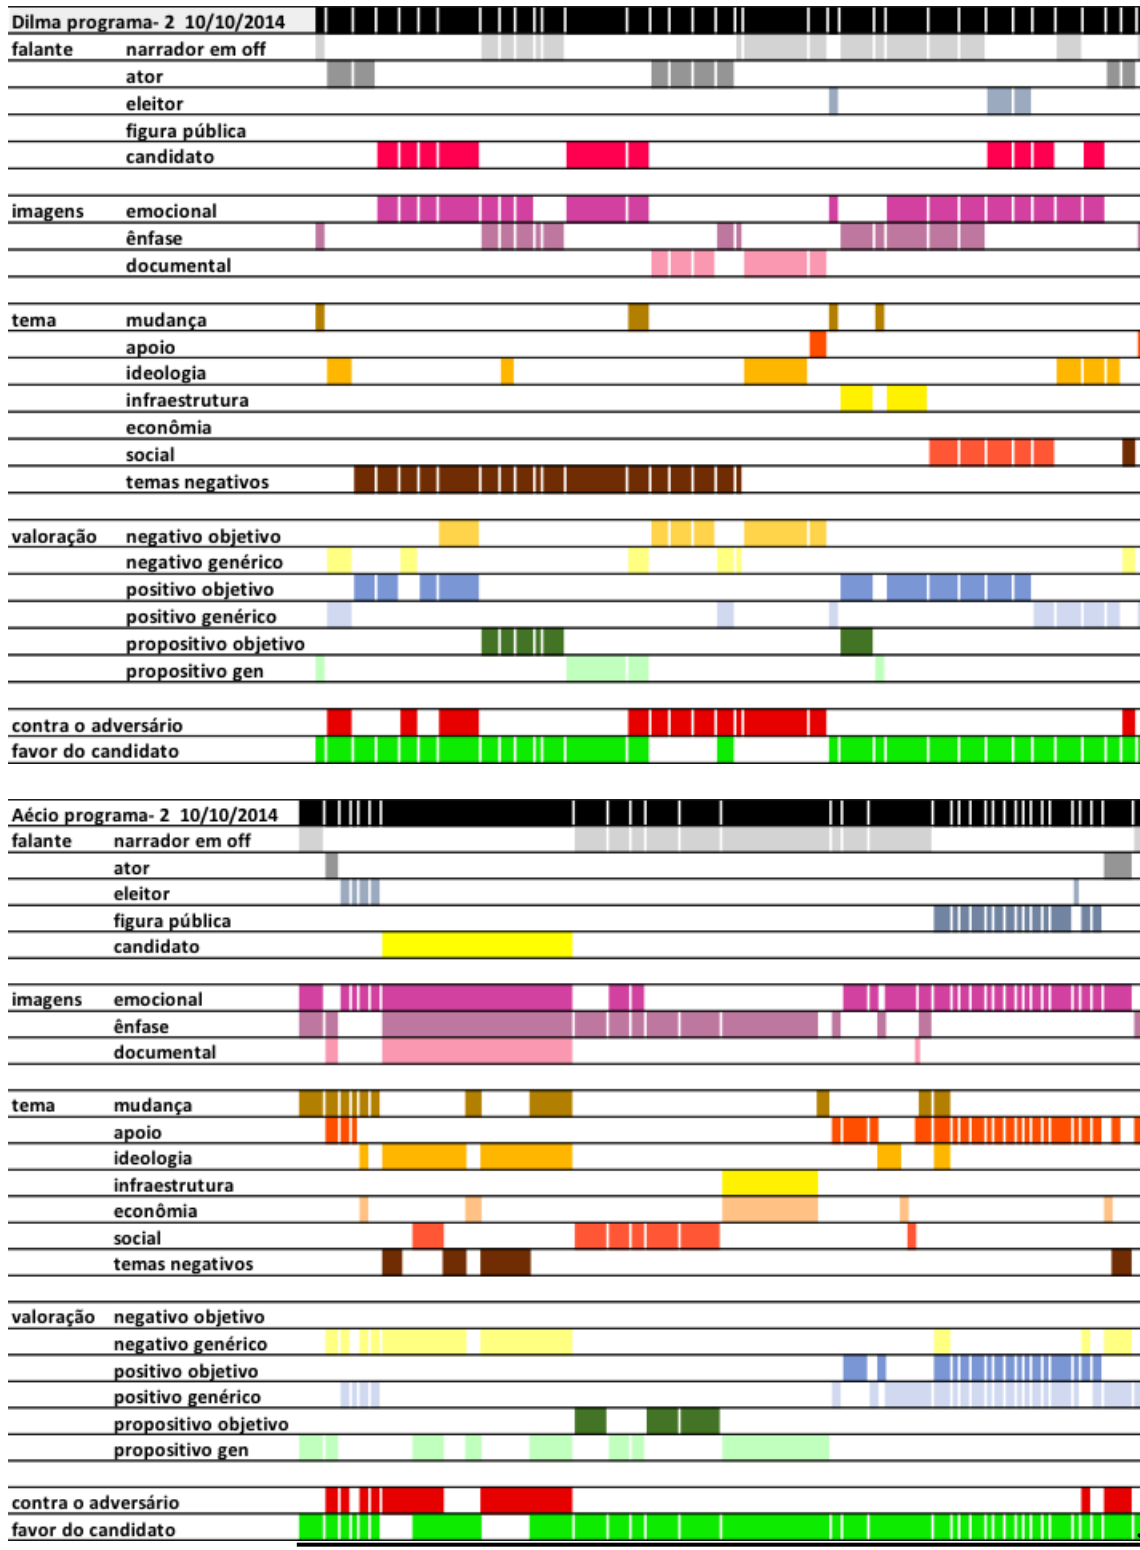 Dilma programa- 2 10/10/2014
falante narrador em off
ator
eleitor
figura pública
candidato
imagens emocional
ênfase
documental
tema mudança
apoio
ideologia
infraestrutura
econômia
social
temas negativos
valoração negativo objetivo
negativo genérico
positivo objetivo
positivo genérico
propositivo objetivo
propositivo gen
contra o adversário
favor do candidato
Aécio programa- 2 10/10/2014
falante narrador em off
ator
eleitor
figura pública
candidato
imagens emocional
ênfase
documental
tema mudança
apoio
ideologia
infraestrutura
econômia
social
temas negativos
valoração negativo objetivo
negativo genérico
positivo objetivo
positivo genérico
propositivo objetivo
propositivo gen
contra o adversário
favor do candidato